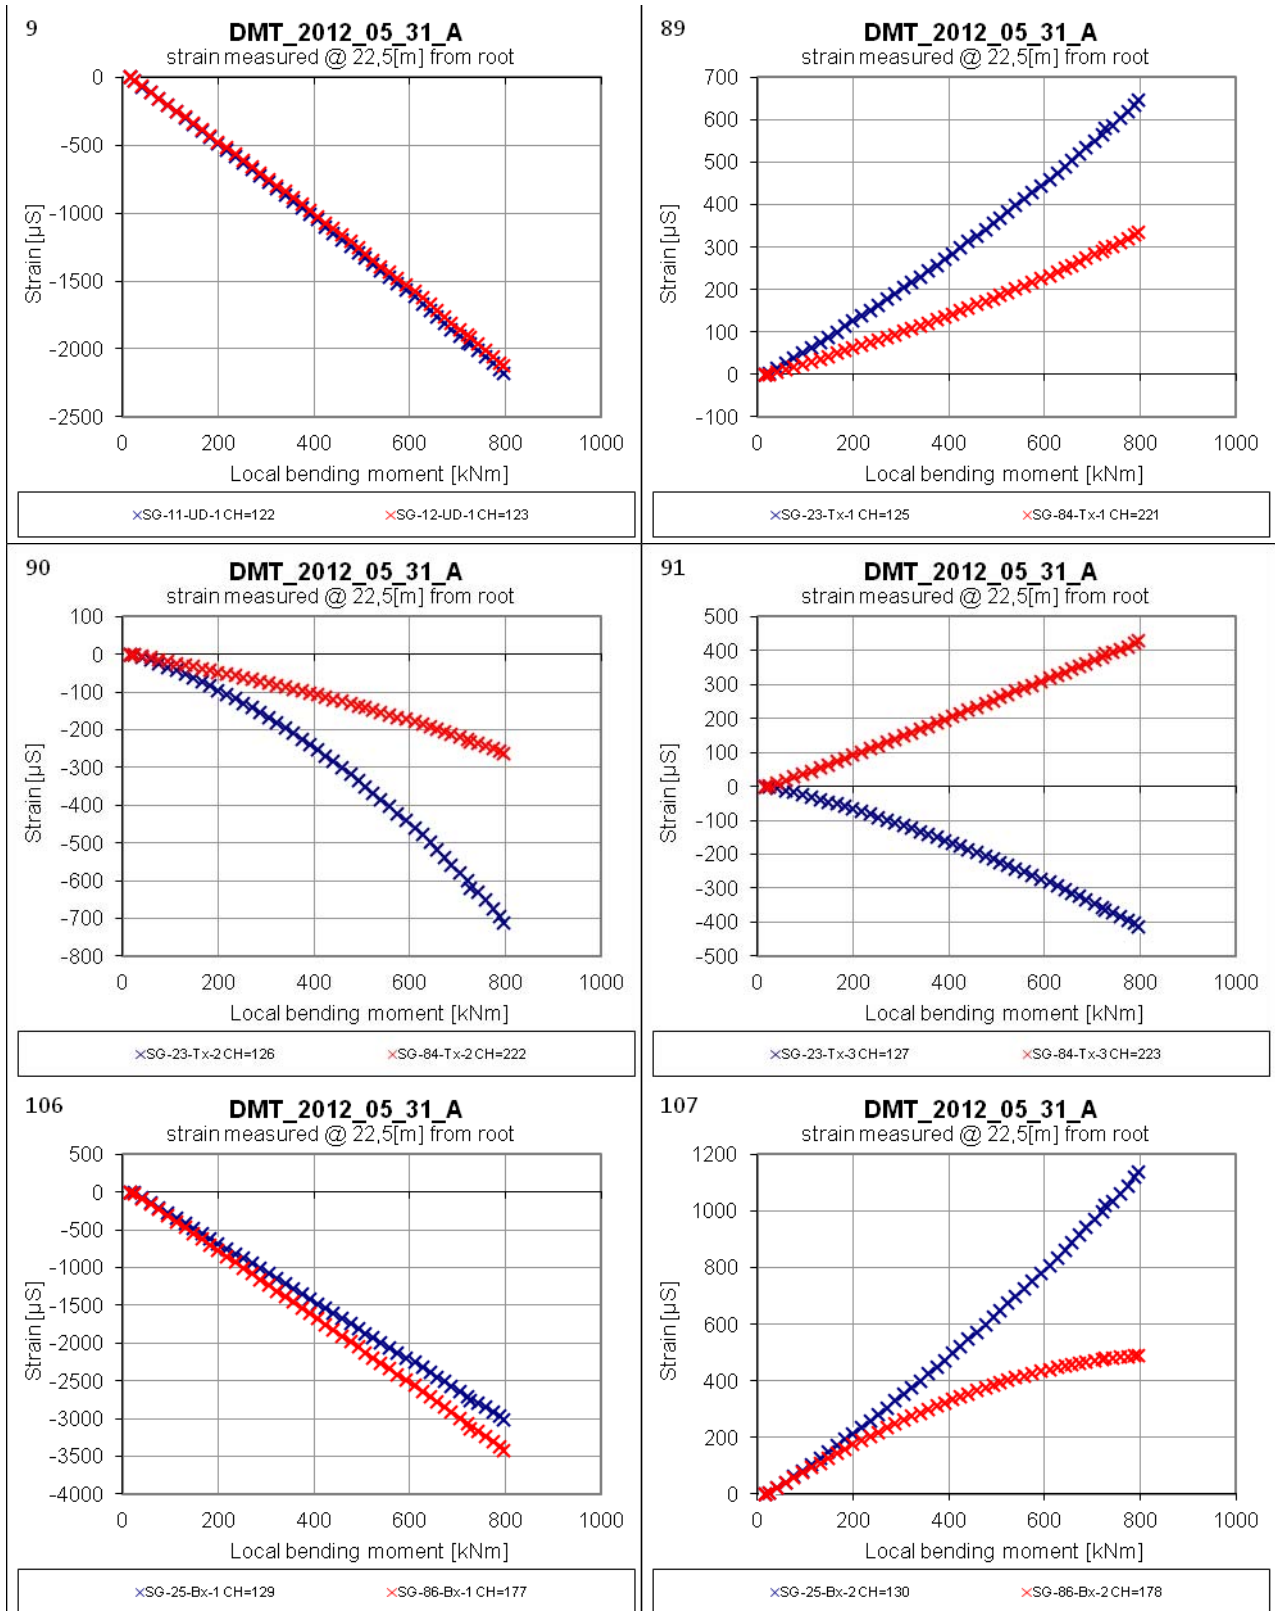 9
DMT_2012_05_31_A
strain measured @ 22,5[m] from root
0
-500
-1000
-1500
-2000
-2500
Strain [µS]
0 200 400 600 800 1000
Local bending moment [kNm]
SG-11-UD-1 CH=122 SG-12-UD-1 CH=123
89
DMT_2012_05_31_A
strain measured @ 22,5[m] from root
700
600
500
400
300
200
100
0
-100
Strain [µS]
0 200 400 600 800 1000
Local bending moment [kNm]
SG-23-Tx-1 CH=125 SG-84-Tx-1 CH=221
90
DMT_2012_05_31_A
strain measured @ 22,5[m] from root
100
0
-100
-200
-300
-400
-500
-600
-700
-800
Strain [µS]
0 200 400 600 800 1000
Local bending moment [kNm]
SG-23-Tx-2 CH=126 SG-84-Tx-2 CH=222
91
DMT_2012_05_31_A
strain measured @ 22,5[m] from root
500
400
300
200
100
0
-100
-200
-300
-400
-500
Strain [µS]
0 200 400 600 800 1000
Local bending moment [kNm]
SG-23-Tx-3 CH=127 SG-84-Tx-3 CH=223
106
DMT_2012_05_31_A
strain measured @ 22,5[m] from root
500
0
-500
-1000
-1500
-2000
-2500
-3000
-3500
-4000
Strain [µS]
0 200 400 600 800 1000
Local bending moment [kNm]
SG-25-Bx-1 CH=129 SG-86-Bx-1 CH=177
107
DMT_2012_05_31_A
strain measured @ 22,5[m] from root
1200
1000
800
600
400
200
0
Strain [µS]
0 200 400 600 800 1000
Local bending moment [kNm]
SG-25-Bx-2 CH=130 SG-86-Bx-2 CH=178